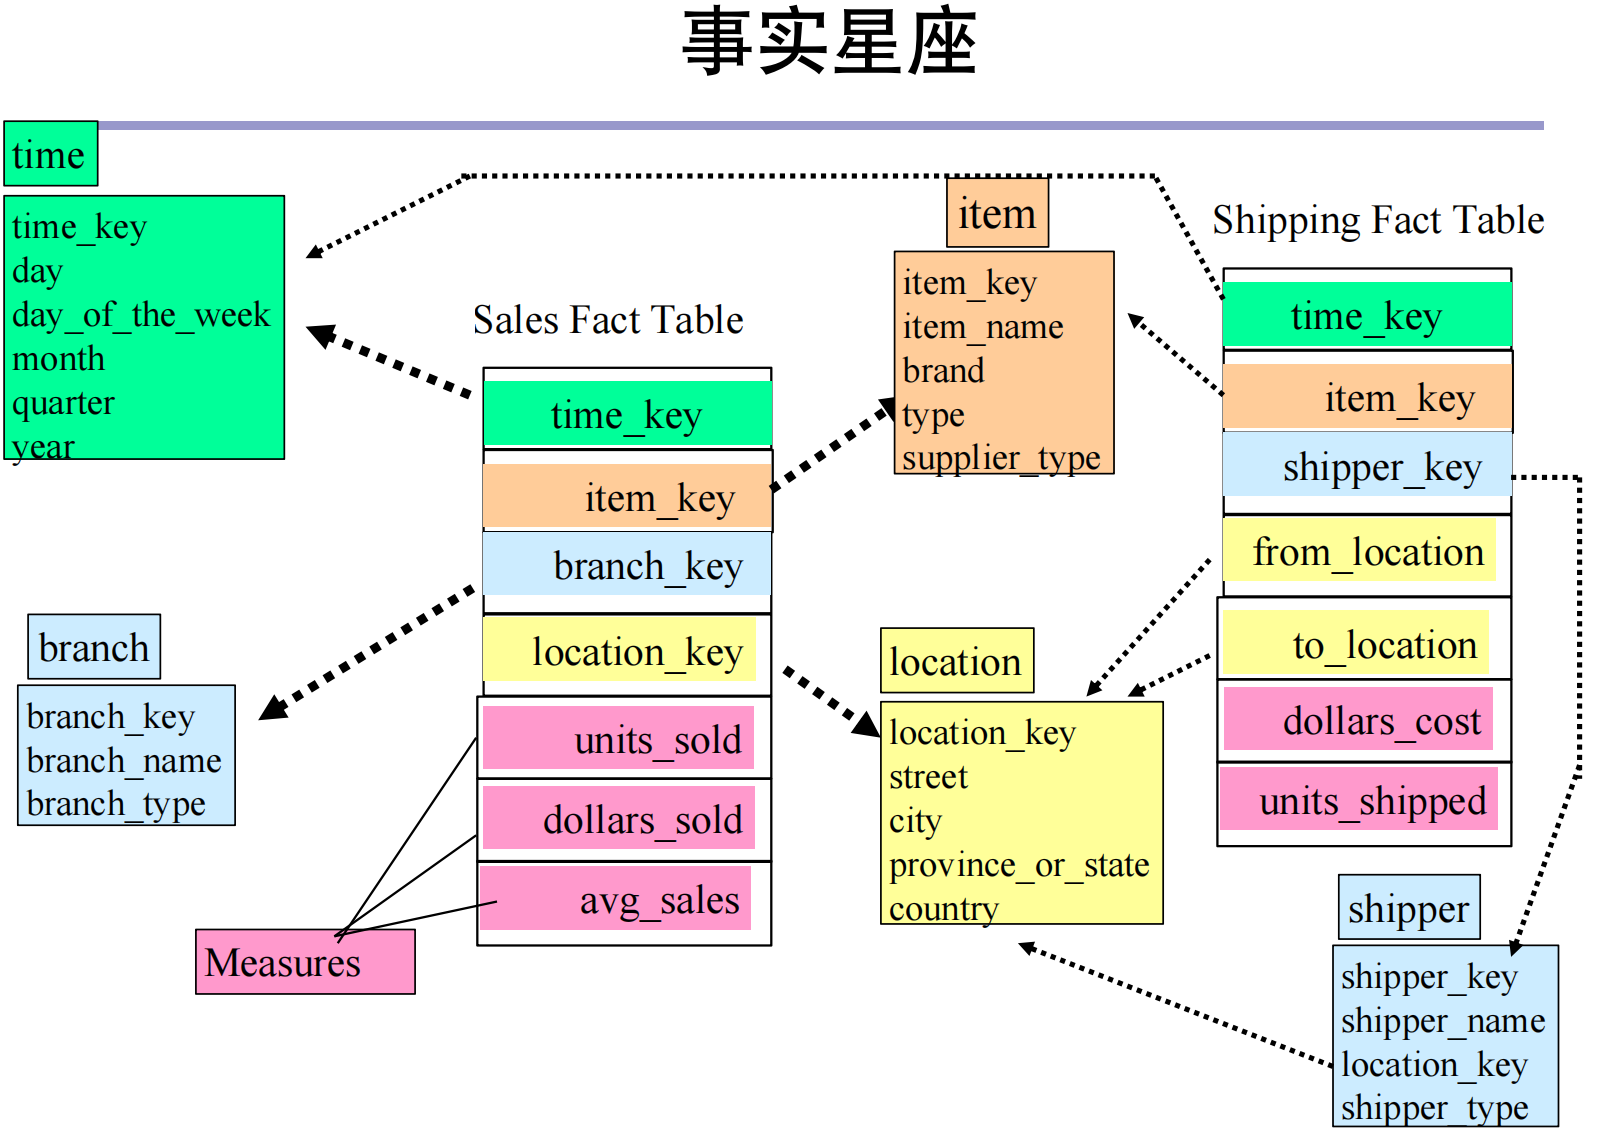 事实星座
time
time_key
day
day_of_the_week
month
quarter
year
Sales Fact Table
time_key
item_key
branch_key
location_key
units_sold
dollars_sold
avg_sales
Measures
branch
branch_key
branch_name
branch_type
item
item_key
item_name
brand
type
supplier_type
location
location_key
street
city
province_or_state
country
Shipping Fact Table
time_key
item_key
shipper_key
from_location
to_location
dollars_cost
units_shipped
shipper
shipper_key
shipper_name
location_key
shipper_type